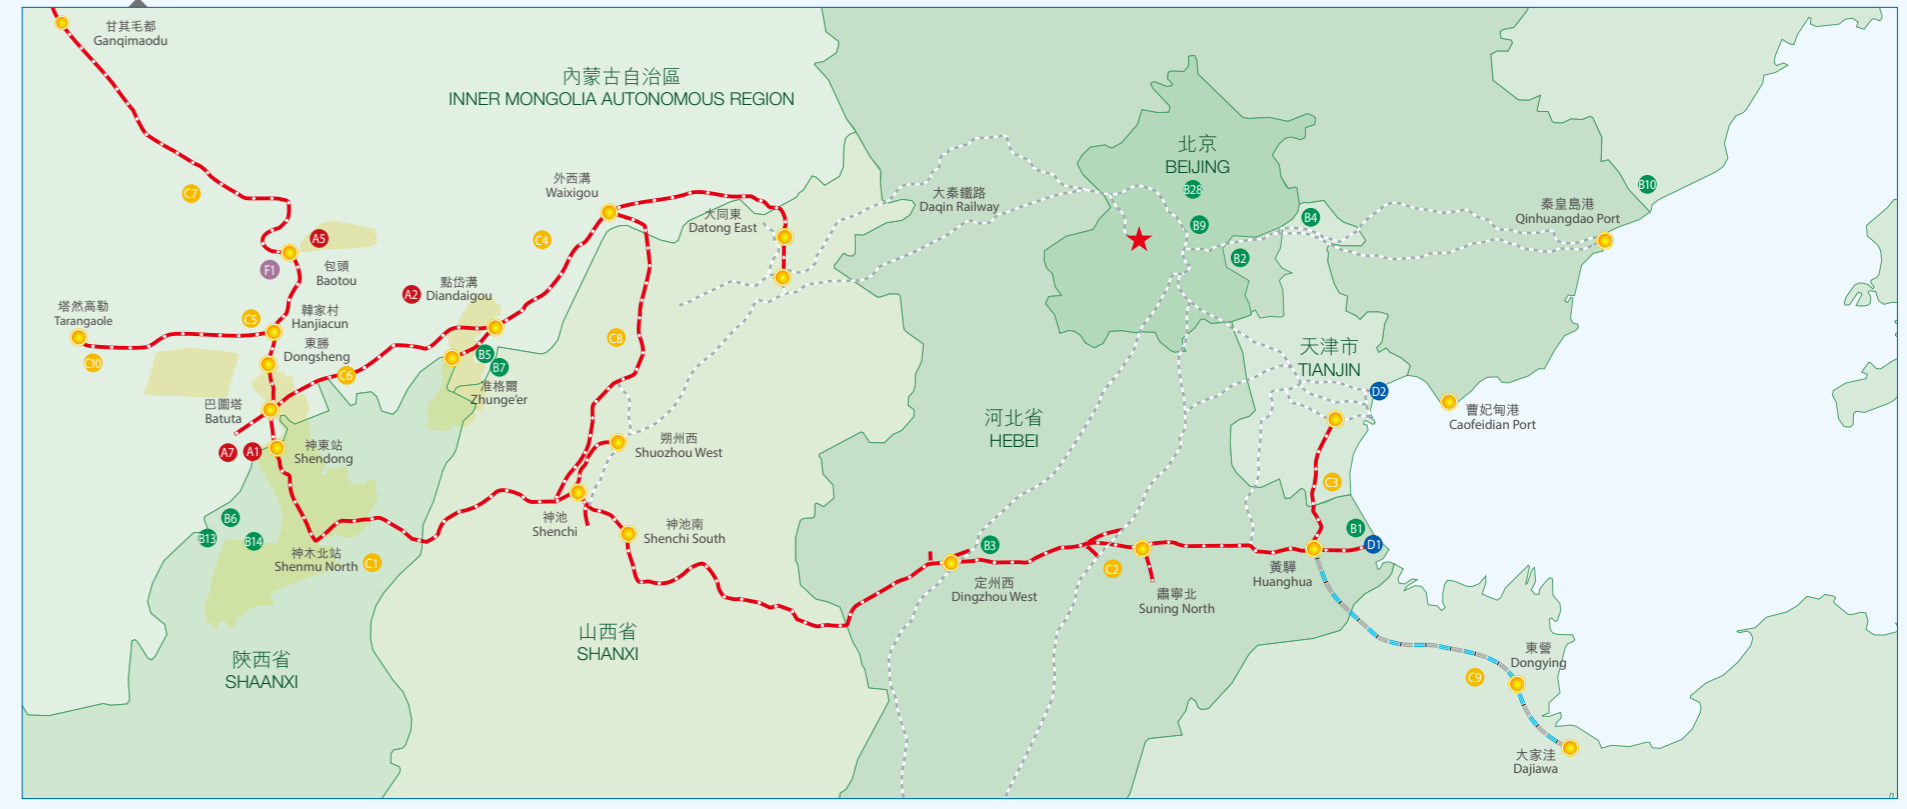 甘其毛都
Ganqimaodu
內蒙古自治區
INNER MONGOLIA AUTONOMOUS REGION
北京
BEIJING
B28
B10
C7
外西溝
Waixigou
大秦鐵路
Daqin Railway
秦皇島港
Qinhuangdao Port
大同東
Datong East
B9
B4
A5
C4
F1
包頭
Baotou
B2
點岱溝
Diandaigou
A2
塔然高勒
Tarangaole
C5
韓家村
Hanjiacun
東勝
Dongsheng
C8
C10
C6
B5
B7
准格爾
Zhunge'er
天津市
TIANJIN
D2
巴圖塔
Batuta
河北省
HEBEI
曹妃甸港
Caofeidian Port
A7
A1
神東站
Shendong
朔州西
Shuozhou West
C3
B6
B13
B14
神池
Shenchi
神池南
Shenchi South
B1
D1
B3
神木北站
Shenmu North
C1
定州西
Dingzhou West
C2
肅寧北
Suning North
黃驊
Huanghua
陝西省
SHAANXI
山西省
SHANXI
東營
Dongying
C9
大家洼
Dajiawa